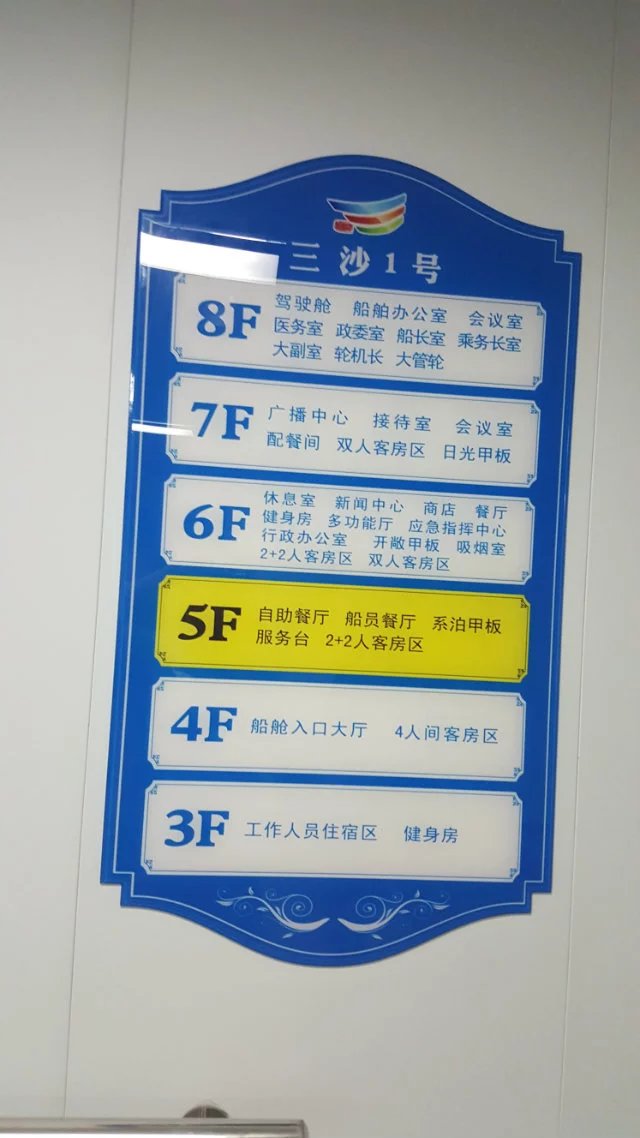 三沙1号
8F
驾驶舱 船舶办公室 会议室
医务室 政委室 船长室 乘务长室
大副室 轮机长 大管轮
7F
广播中心 接待室 会议室
配餐间 双人客房区 日光甲板
6F
休息室 新闻中心 商店 餐厅
健身房 多功能厅 应急指挥中心
行政办公室 开敞甲板 吸烟室
2+2人客房区 双人客房区
5F
自助餐厅 船员餐厅 系泊甲板
服务台 2+2人客房区
4F
船舱入口大厅 4人间客房区
3F
工作人员住宿区 健身房